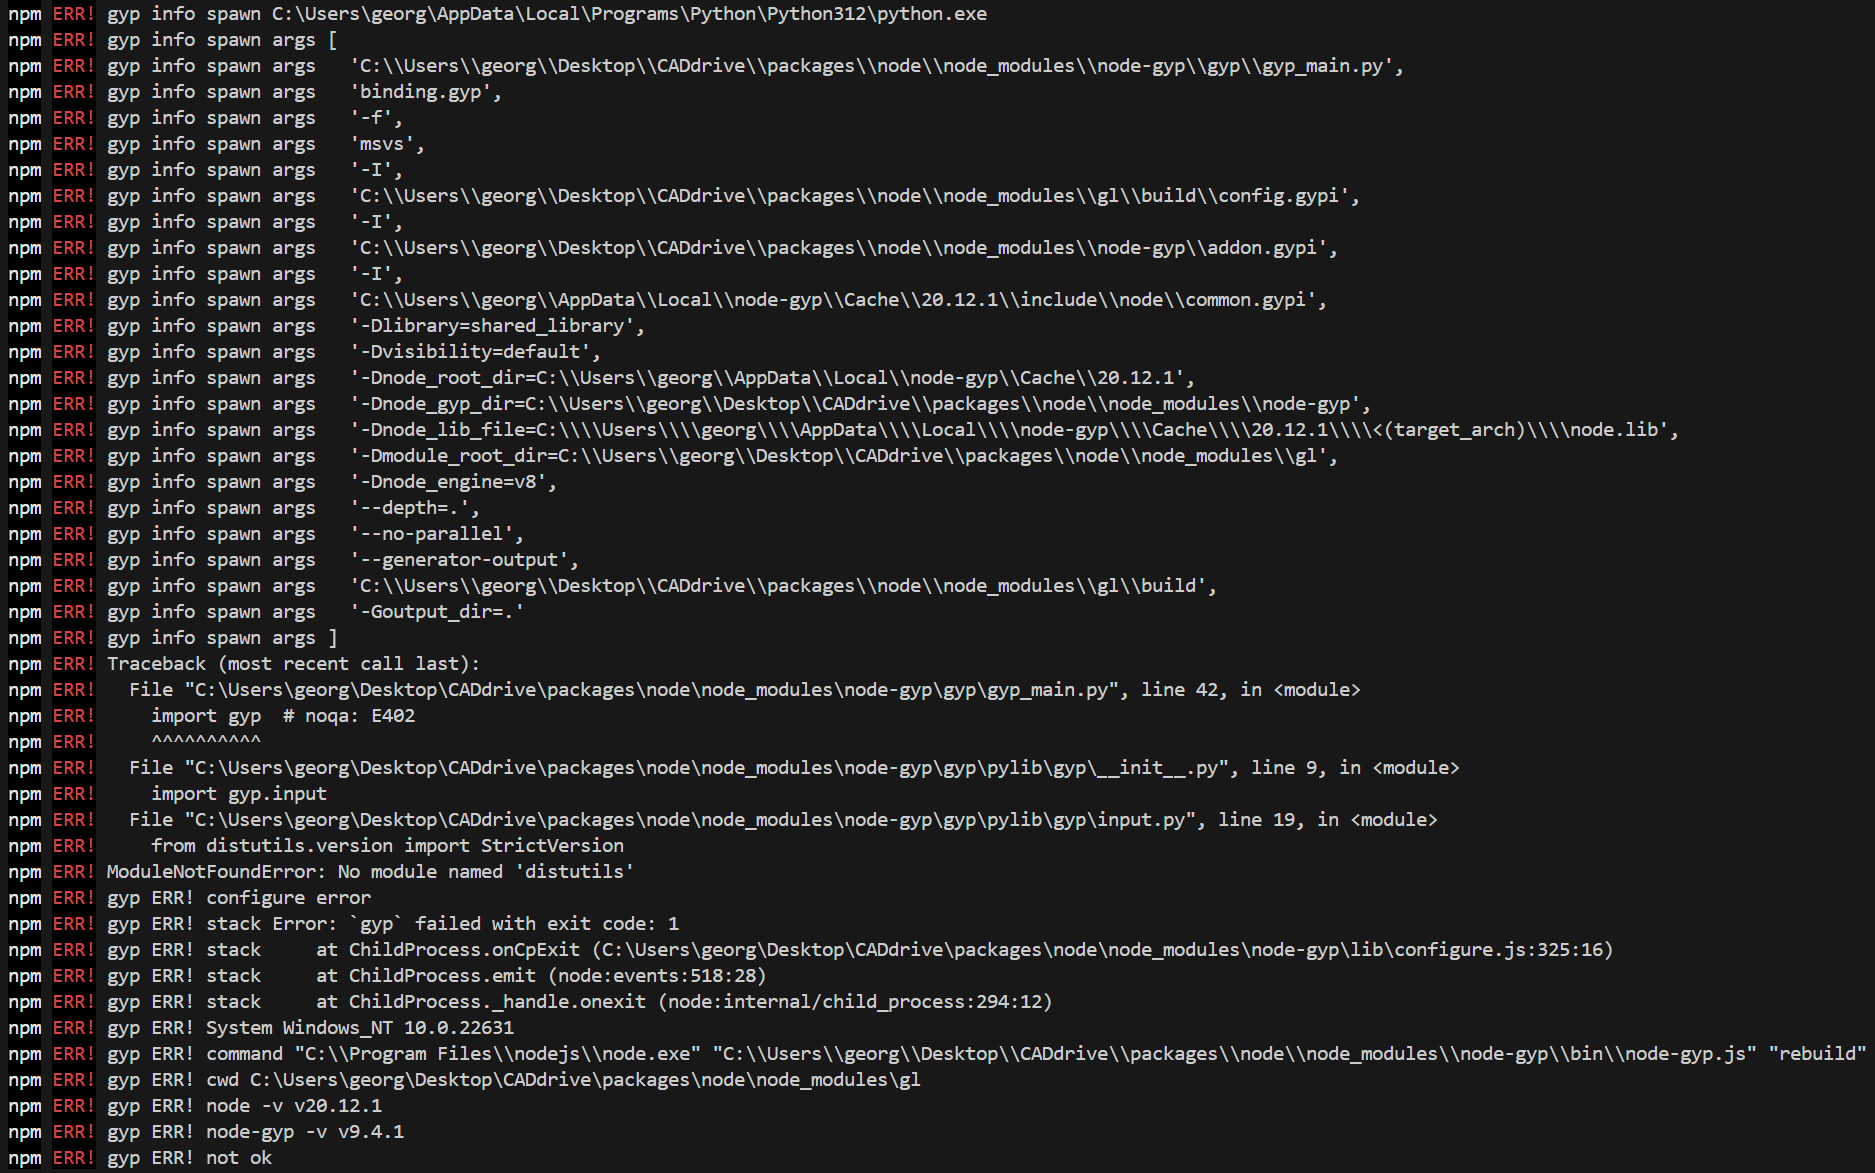 npm ERR! gyp info spawn C:\Users\georg\AppData\Local\Programs\Python\Python312\python.exe
npm ERR! gyp info spawn args [
npm ERR! gyp info spawn args   'C:\\Users\\georg\\Desktop\\CADdrive\\packages\\node\\node_modules\\node-gyp\\gyp\\gyp_main.py',
npm ERR! gyp info spawn args   'binding.gyp',
npm ERR! gyp info spawn args   '-f',
npm ERR! gyp info spawn args   'msvs',
npm ERR! gyp info spawn args   '-I',
npm ERR! gyp info spawn args   'C:\\Users\\georg\\Desktop\\CADdrive\\packages\\node\\node_modules\\gl\\build\\config.gypi',
npm ERR! gyp info spawn args   '-I',
npm ERR! gyp info spawn args   'C:\\Users\\georg\\Desktop\\CADdrive\\packages\\node\\node_modules\\node-gyp\\addon.gypi',
npm ERR! gyp info spawn args   '-I',
npm ERR! gyp info spawn args   'C:\\Users\\georg\\AppData\\Local\\node-gyp\\Cache\\20.12.1\\include\\node\\common.gypi',
npm ERR! gyp info spawn args   '-Dlibrary=shared_library',
npm ERR! gyp info spawn args   '-Dvisibility=default',
npm ERR! gyp info spawn args   '-Dnode_root_dir=C:\\Users\\georg\\AppData\\Local\\node-gyp\\Cache\\20.12.1',
npm ERR! gyp info spawn args   '-Dnode_gyp_dir=C:\\Users\\georg\\Desktop\\CADdrive\\packages\\node\\node_modules\\node-gyp',
npm ERR! gyp info spawn args   '-Dnode_lib_file=C:\\\\Users\\\\georg\\\\AppData\\\\Local\\\\node-gyp\\\\Cache\\\\20.12.1\\\\<(target_arch)\\\\node.lib',
npm ERR! gyp info spawn args   '-Dmodule_root_dir=C:\\Users\\georg\\Desktop\\CADdrive\\packages\\node\\node_modules\\gl',
npm ERR! gyp info spawn args   '-Dnode_engine=v8',
npm ERR! gyp info spawn args   '--depth=.',
npm ERR! gyp info spawn args   '--no-parallel',
npm ERR! gyp info spawn args   '--generator-output',
npm ERR! gyp info spawn args   'C:\\Users\\georg\\Desktop\\CADdrive\\packages\\node\\node_modules\\gl\\build',
npm ERR! gyp info spawn args   '-Goutput_dir=.'
npm ERR! gyp info spawn args ]
npm ERR! Traceback (most recent call last):
npm ERR!   File "C:\Users\georg\Desktop\CADdrive\packages\node\node_modules\node-gyp\gyp\gyp_main.py", line 42, in <module>
npm ERR!     import gyp  # noqa: E402
npm ERR!     ^^^^^^^^^^
npm ERR!   File "C:\Users\georg\Desktop\CADdrive\packages\node\node_modules\node-gyp\gyp\pylib\gyp\__init__.py", line 9, in <module>
npm ERR!     import gyp.input
npm ERR!   File "C:\Users\georg\Desktop\CADdrive\packages\node\node_modules\node-gyp\gyp\pylib\gyp\input.py", line 19, in <module>
npm ERR!     from distutils.version import StrictVersion
npm ERR! ModuleNotFoundError: No module named 'distutils'
npm ERR! gyp ERR! configure error
npm ERR! gyp ERR! stack Error: `gyp` failed with exit code: 1
npm ERR! gyp ERR! stack     at ChildProcess.onCpExit (C:\Users\georg\Desktop\CADdrive\packages\node\node_modules\node-gyp\lib\configure.js:325:16)
npm ERR! gyp ERR! stack     at ChildProcess.emit (node:events:518:28)
npm ERR! gyp ERR! stack     at ChildProcess._handle.onexit (node:internal/child_process:294:12)
npm ERR! gyp ERR! System Windows_NT 10.0.22631
npm ERR! gyp ERR! command "C:\\Program Files\\nodejs\\node.exe" "C:\\Users\\georg\\Desktop\\CADdrive\\packages\\node\\node_modules\\node-gyp\\bin\\node-gyp.js" "rebuild"
npm ERR! gyp ERR! cwd C:\Users\georg\Desktop\CADdrive\packages\node\node_modules\gl
npm ERR! gyp ERR! node -v v20.12.1
npm ERR! gyp ERR! node-gyp -v v9.4.1
npm ERR! gyp ERR! not ok